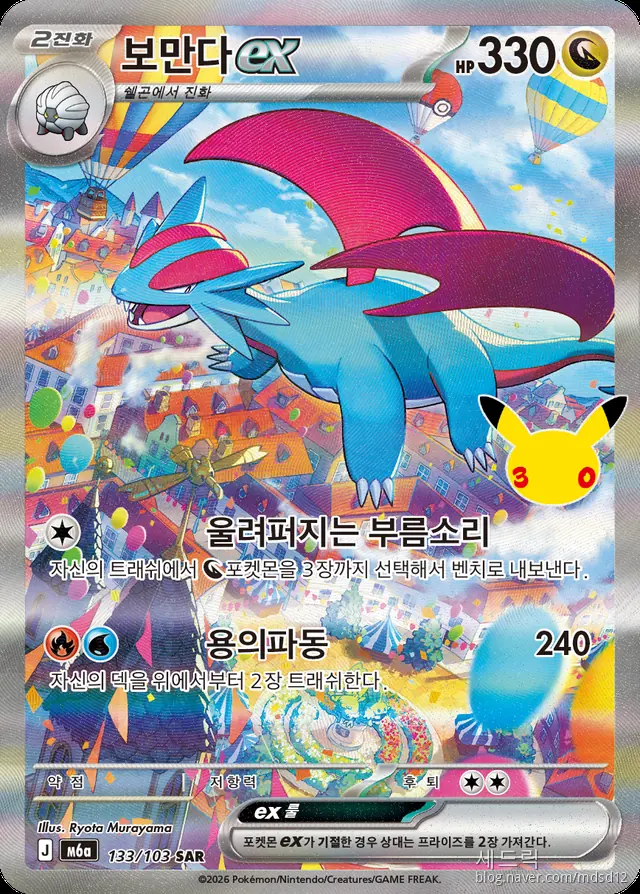 2진화
보만다 ex
HP 330
쉘곤에서 진화
30
울려퍼지는 부름소리
자신의 트래쉬에서 포켓몬을 3장까지 선택해서 벤치로 내보낸다.
용의파동 240
자신의 덱을 위에서부터 2장 트래쉬한다.
약점 저항력 후퇴
ex 룰
포켓몬 ex가 기절한 경우 상대는 프라이즈를 2장 가져간다.
Illus. Ryota Murayama
J M6a 133/103 SAR
©2026 Pokémon/Nintendo/Creatures/GAME FREAK.
세드릭
blog.naver.com/mdsd12